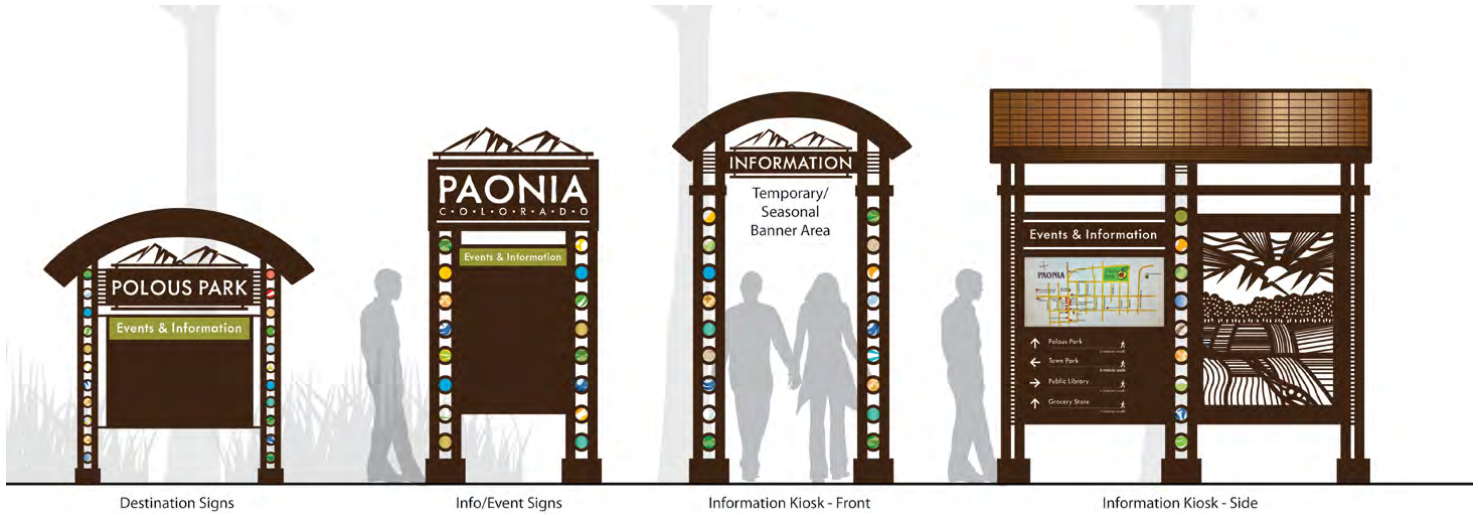 POLOUS PARK
Events & Information
Destination Signs
PAONIA
C·O·L·O·R·A·D·O
Events & Information
Info/Event Signs
INFORMATION
Temporary/
Seasonal
Banner Area
Information Kiosk - Front
Events & Information
PAONIA
Polous Park
Town Park
Public Library
Grocery Store
Information Kiosk - Side